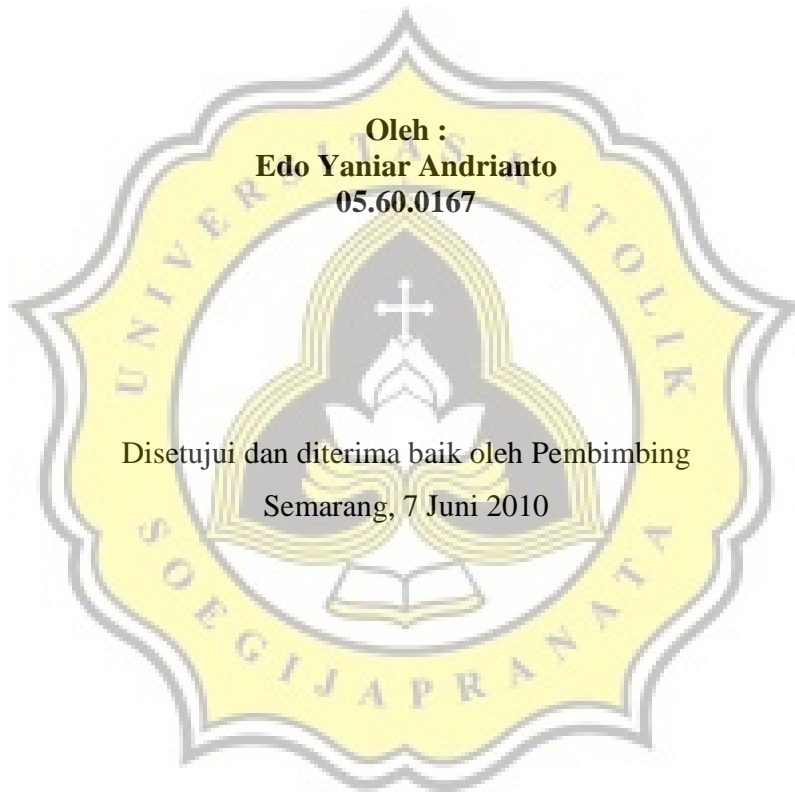 Oleh :
Edo Yaniar Andrianto
05.60.0167
Disetujui dan diterima baik oleh Pembimbing
Semarang, 7 Juni 2010
UNIVERSITAS KATOLIK
SOEGIJAPRANATA